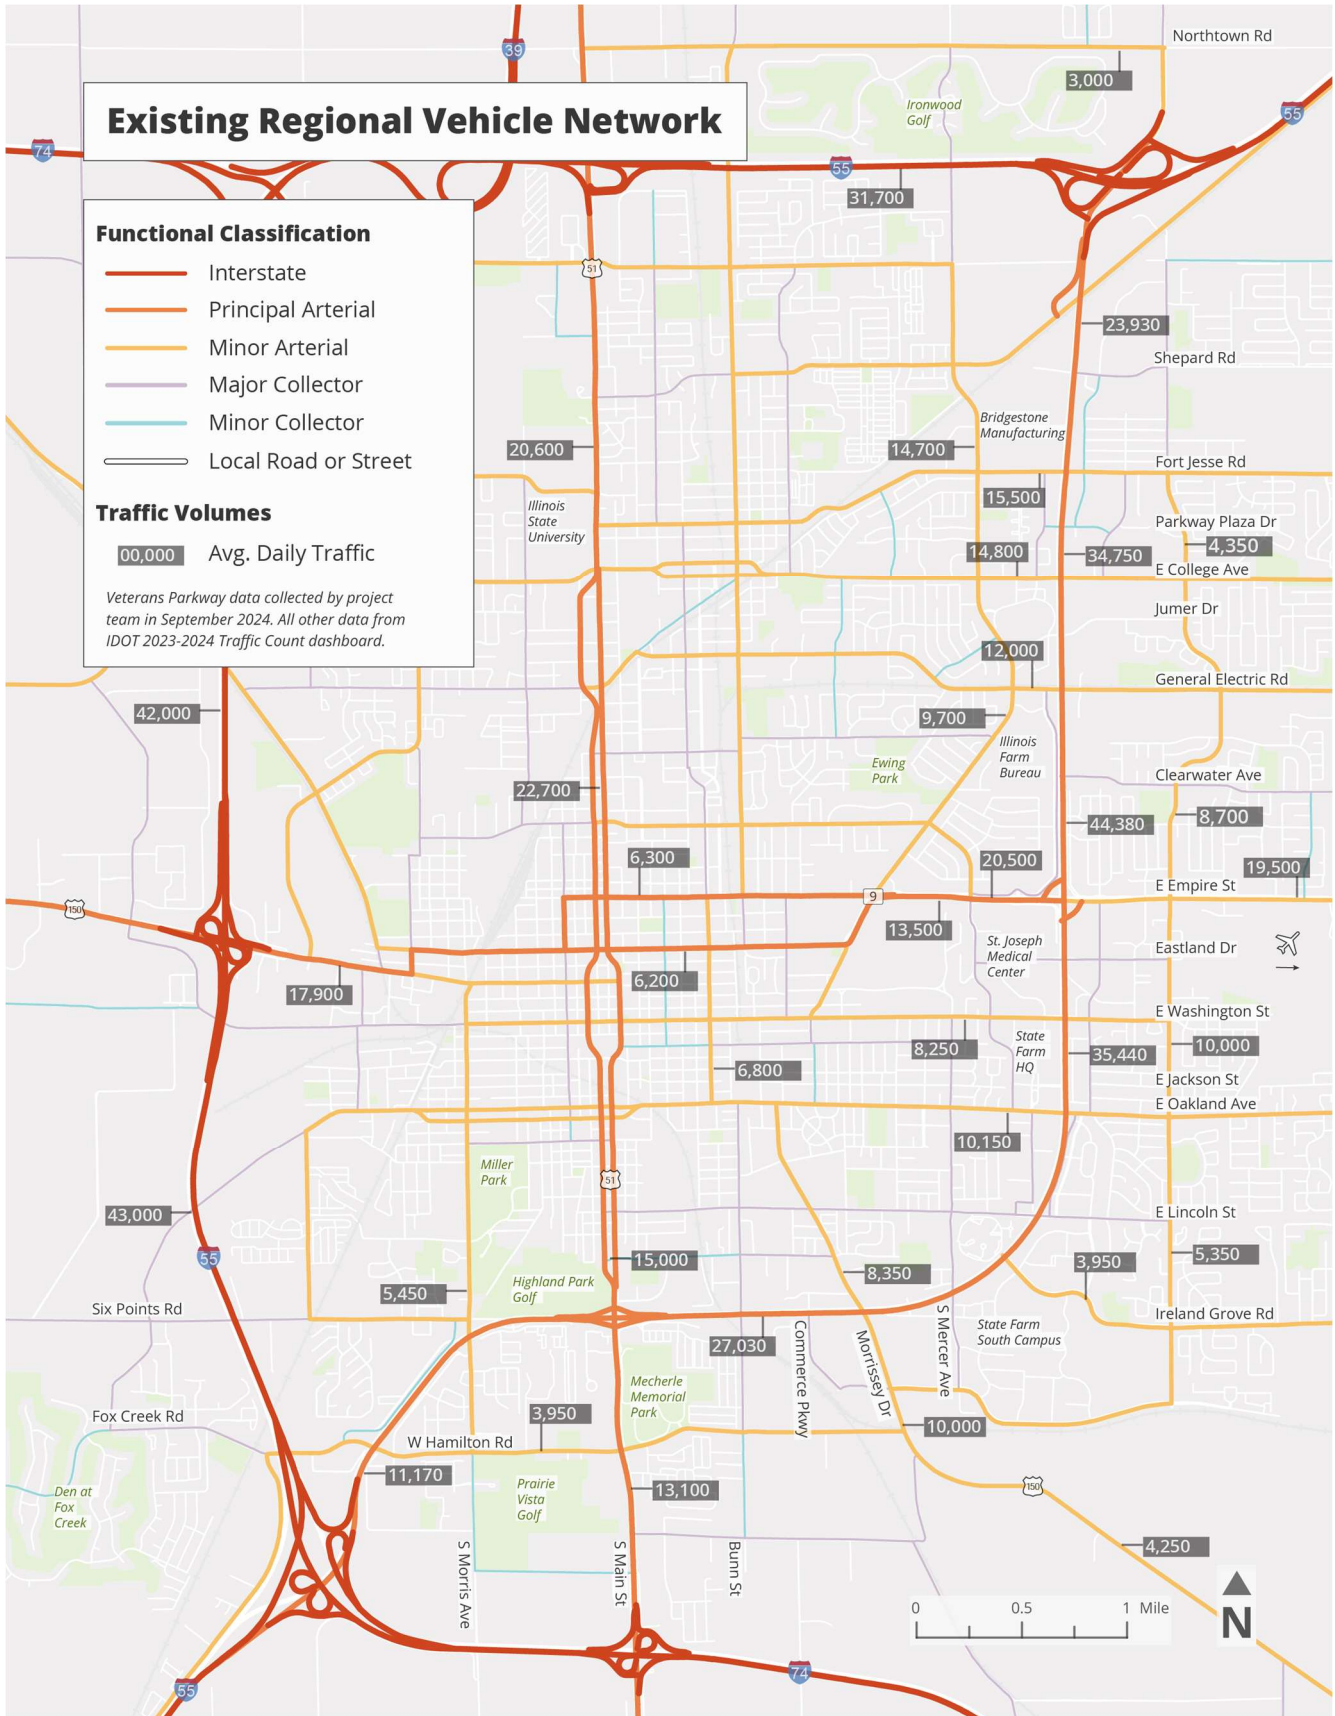 Northtown Rd
39
3,000
Ironwood
Golf
55
Existing Regional Vehicle Network
74
55
31,700
Functional Classification
Interstate
Principal Arterial
Minor Arterial
Major Collector
Minor Collector
Local Road or Street
Traffic Volumes
00,000 Avg. Daily Traffic
Veterans Parkway data collected by project
team in September 2024. All other data from
IDOT 2023-2024 Traffic Count dashboard.
51
23,930
Shepard Rd
Bridgestone
Manufacturing
20,600
14,700
Fort Jesse Rd
15,500
Illinois
State
University
Parkway Plaza Dr
4,350
14,800
34,750
E College Ave
Jumer Dr
12,000
General Electric Rd
42,000
9,700
Illinois
Farm
Bureau
Ewing
Park
Clearwater Ave
22,700
44,380
8,700
6,300
20,500
19,500
E Empire St
9
150
13,500
St. Joseph
Medical
Center
Eastland Dr
17,900
6,200
E Washington St
8,250
State
Farm
HQ
35,440
10,000
6,800
E Jackson St
E Oakland Ave
10,150
Miller
Park
51
43,000
E Lincoln St
55
15,000
8,350
3,950
5,350
Highland Park
Golf
5,450
Six Points Rd
Ireland Grove Rd
27,030
Commerce Pkwy
Morrissey Dr
S Mercer Ave
State Farm
South Campus
Mecherle
Memorial
Park
Fox Creek Rd
3,950
10,000
W Hamilton Rd
11,170
Den at
Fox
Creek
Prairie
Vista
Golf
13,100
150
4,250
S Morris Ave
S Main St
Bunn St
0 0.5 1 Mile
N
55
74